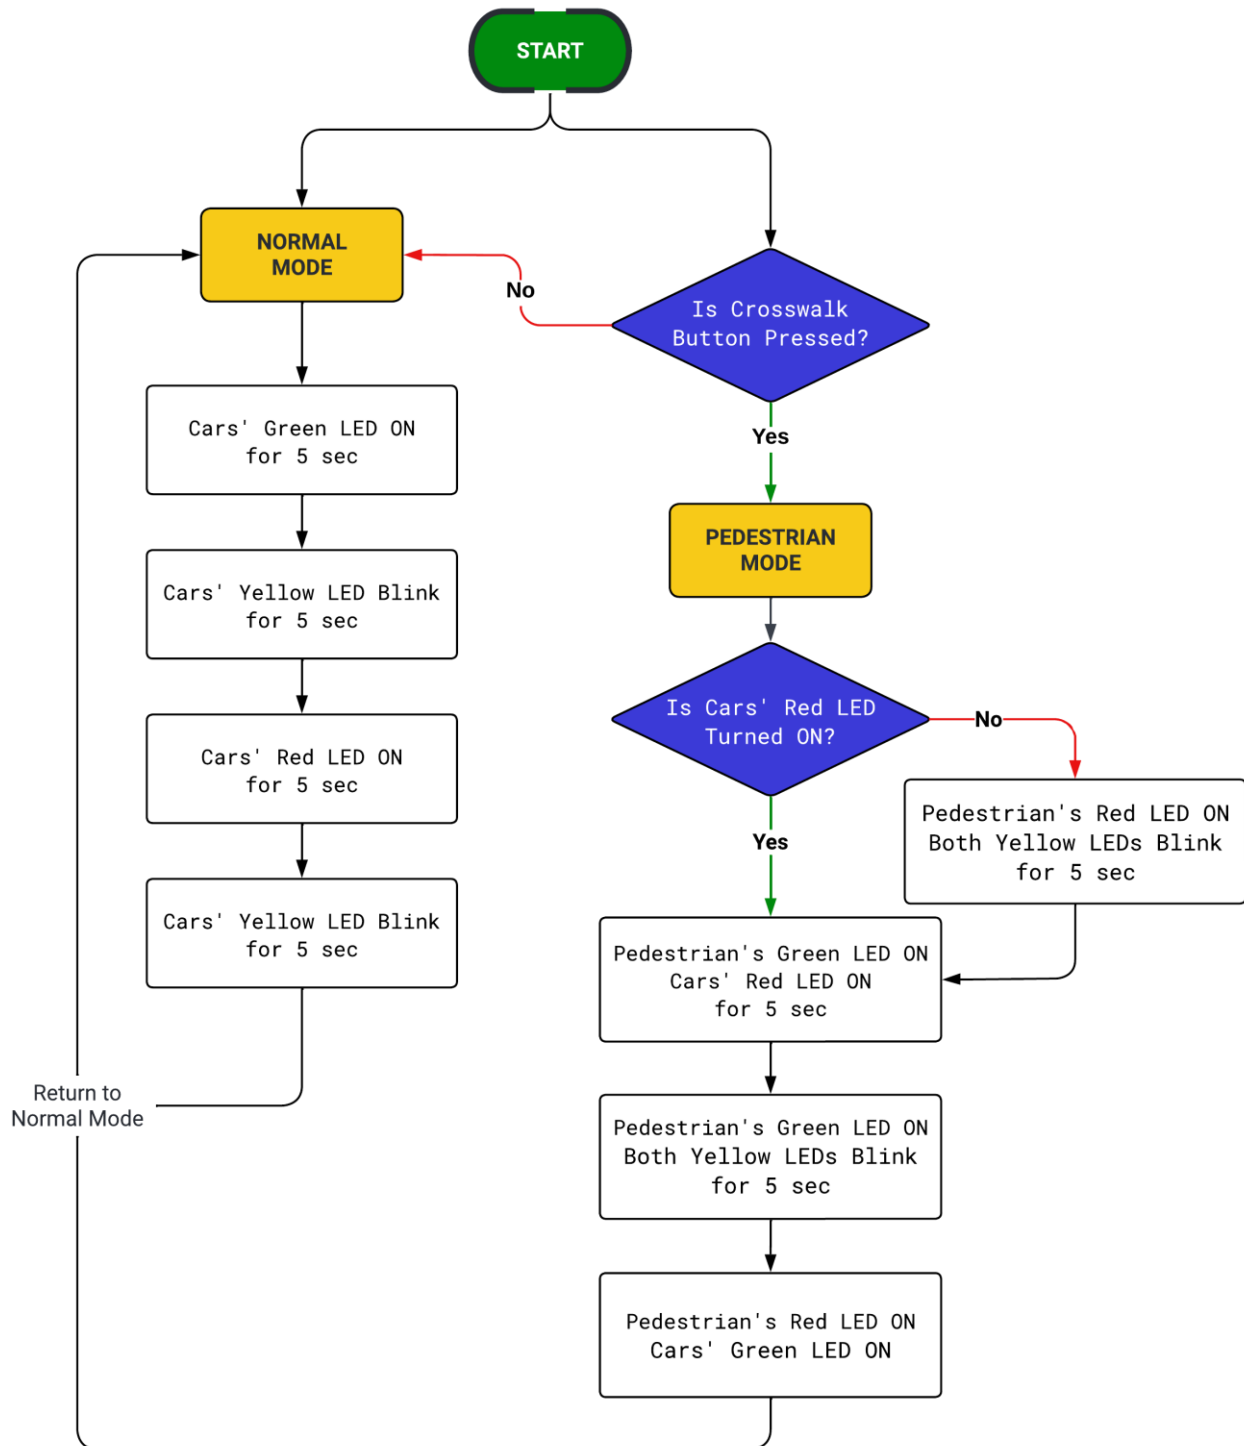 START
NORMAL
MODE
No
Is Crosswalk
Button Pressed?
Cars' Green LED ON
for 5 sec
Yes
Cars' Yellow LED Blink
for 5 sec
PEDESTRIAN
MODE
Cars' Red LED ON
for 5 sec
Is Cars' Red LED
Turned ON?
No
Pedestrian's Red LED ON
Both Yellow LEDs Blink
for 5 sec
Yes
Cars' Yellow LED Blink
for 5 sec
Pedestrian's Green LED ON
Cars' Red LED ON
for 5 sec
Return to
Normal Mode
Pedestrian's Green LED ON
Both Yellow LEDs Blink
for 5 sec
Pedestrian's Red LED ON
Cars' Green LED ON